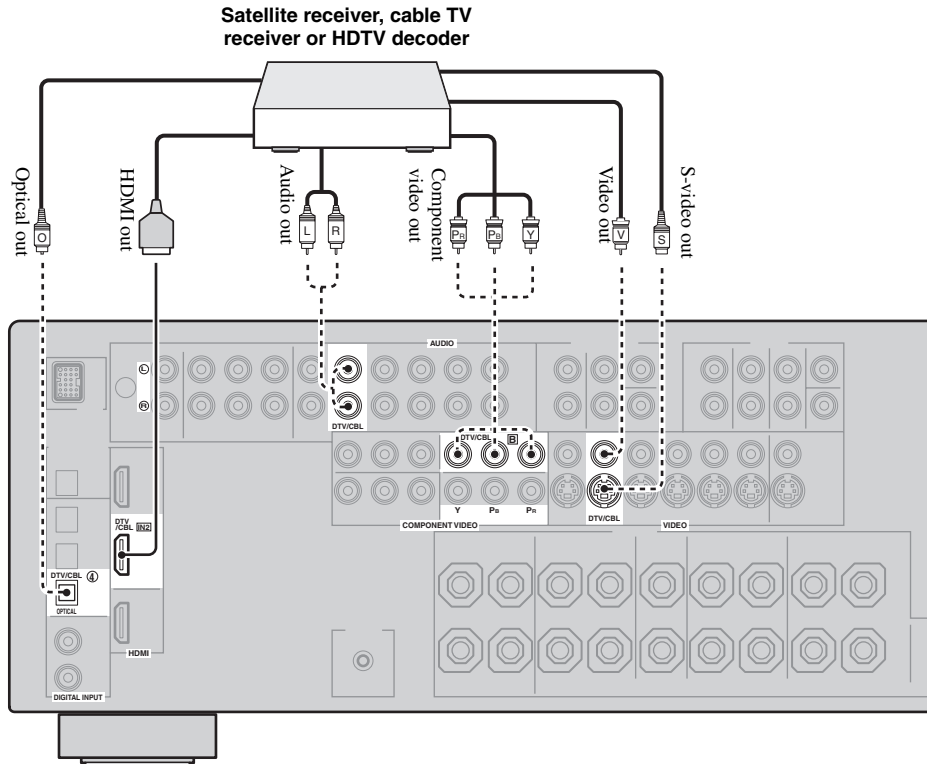 Satellite receiver, cable TV
receiver or HDTV decoder
Optical out
HDMI out
Audio out
Component
video out
Video out
S-video out
O
L
R
PR
PB
Y
V
S
AUDIO
L
R
DTV/CBL
DTV/CBL
B
Y
PB
PR
COMPONENT VIDEO
DTV/CBL
VIDEO
DTV
/CBL
IN2
DTV/CBL
④
OPTICAL
HDMI
DIGITAL INPUT